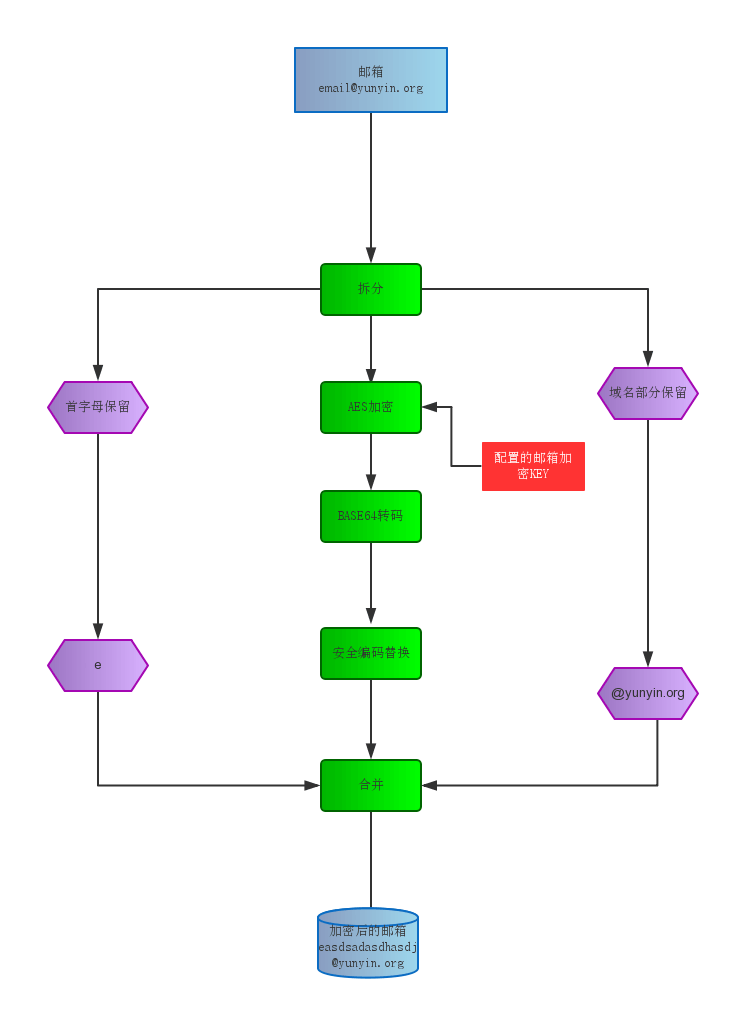 邮箱
email@yunyin.org
拆分
首字母保留
AES加密
域名部分保留
配置的邮箱加
密KEY
BASE64转码
安全编码替换
e
@yunyin.org
合并
加密后的邮箱
easdsadasdhasdj
@yunyin.org